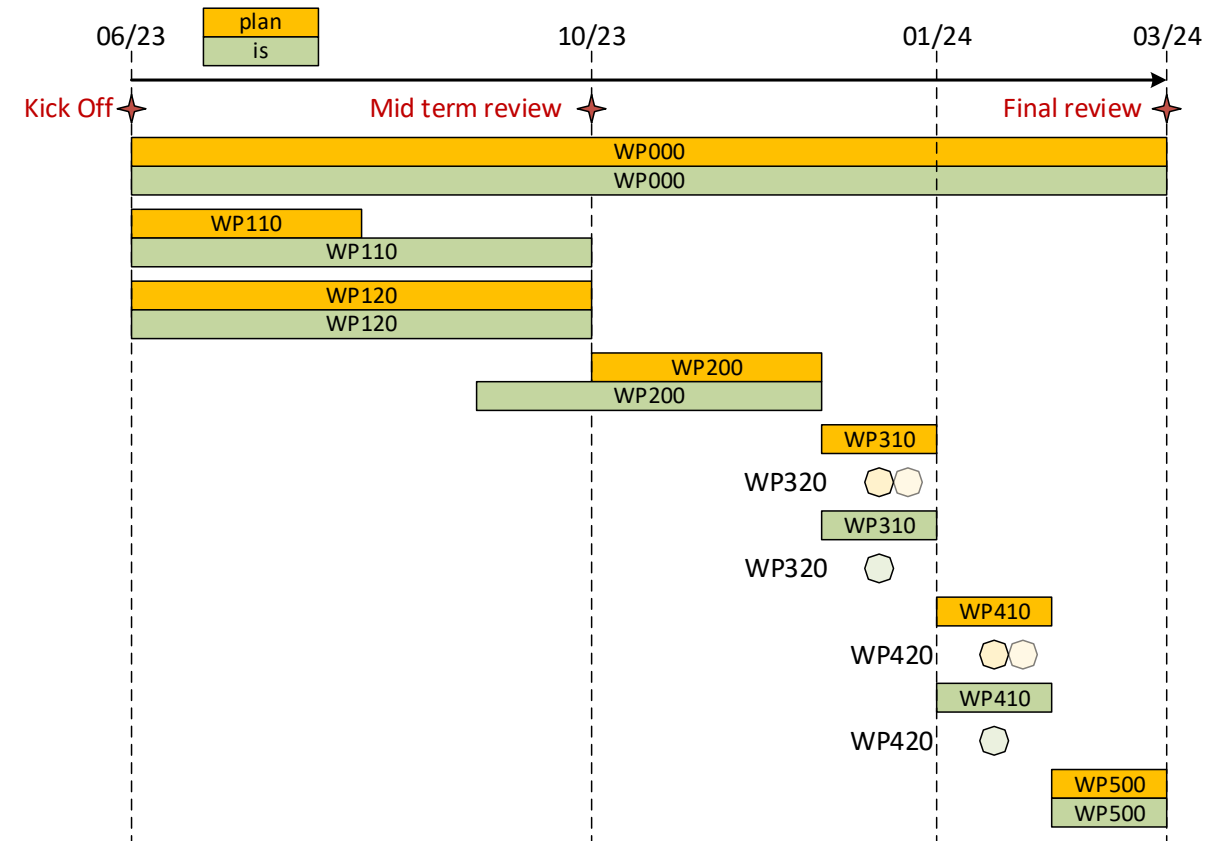 plan
is
06/23
10/23
01/24
03/24
Kick Off
Mid term review
Final review
WP000
WP000
WP110
WP110
WP120
WP120
WP200
WP200
WP310
WP320
WP310
WP320
WP410
WP420
WP410
WP420
WP500
WP500